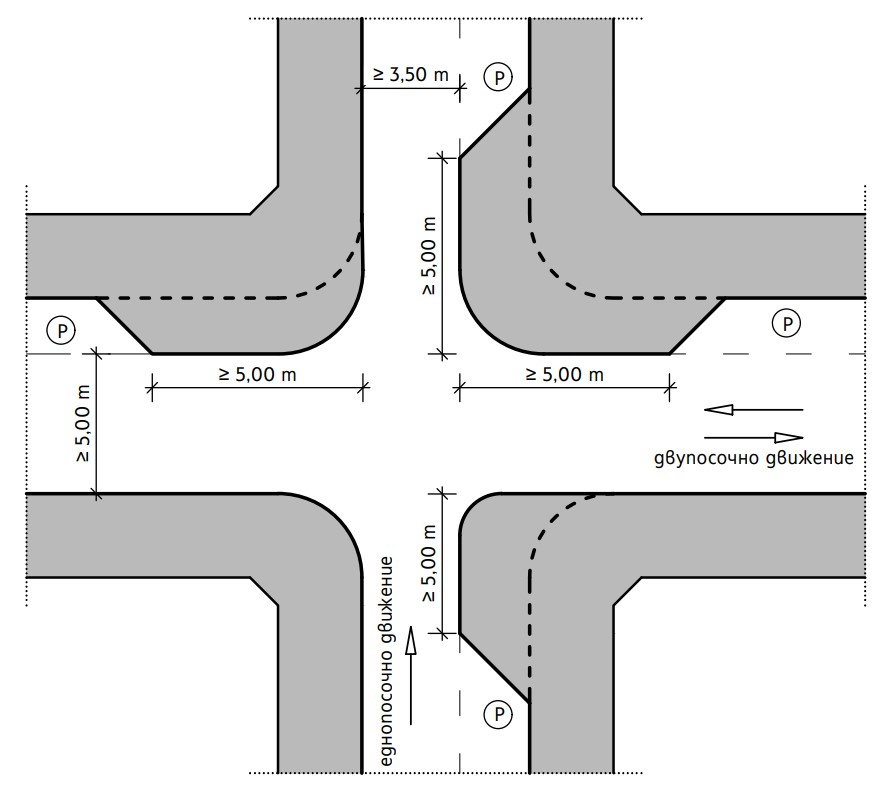 ≥ 3,50 m
P
≥ 5,00 m
P
P
≥ 5,00 m
≥ 5,00 m
≥ 5,00 m
двупосочно движение
≥ 5,00 m
еднопосочно движение
P